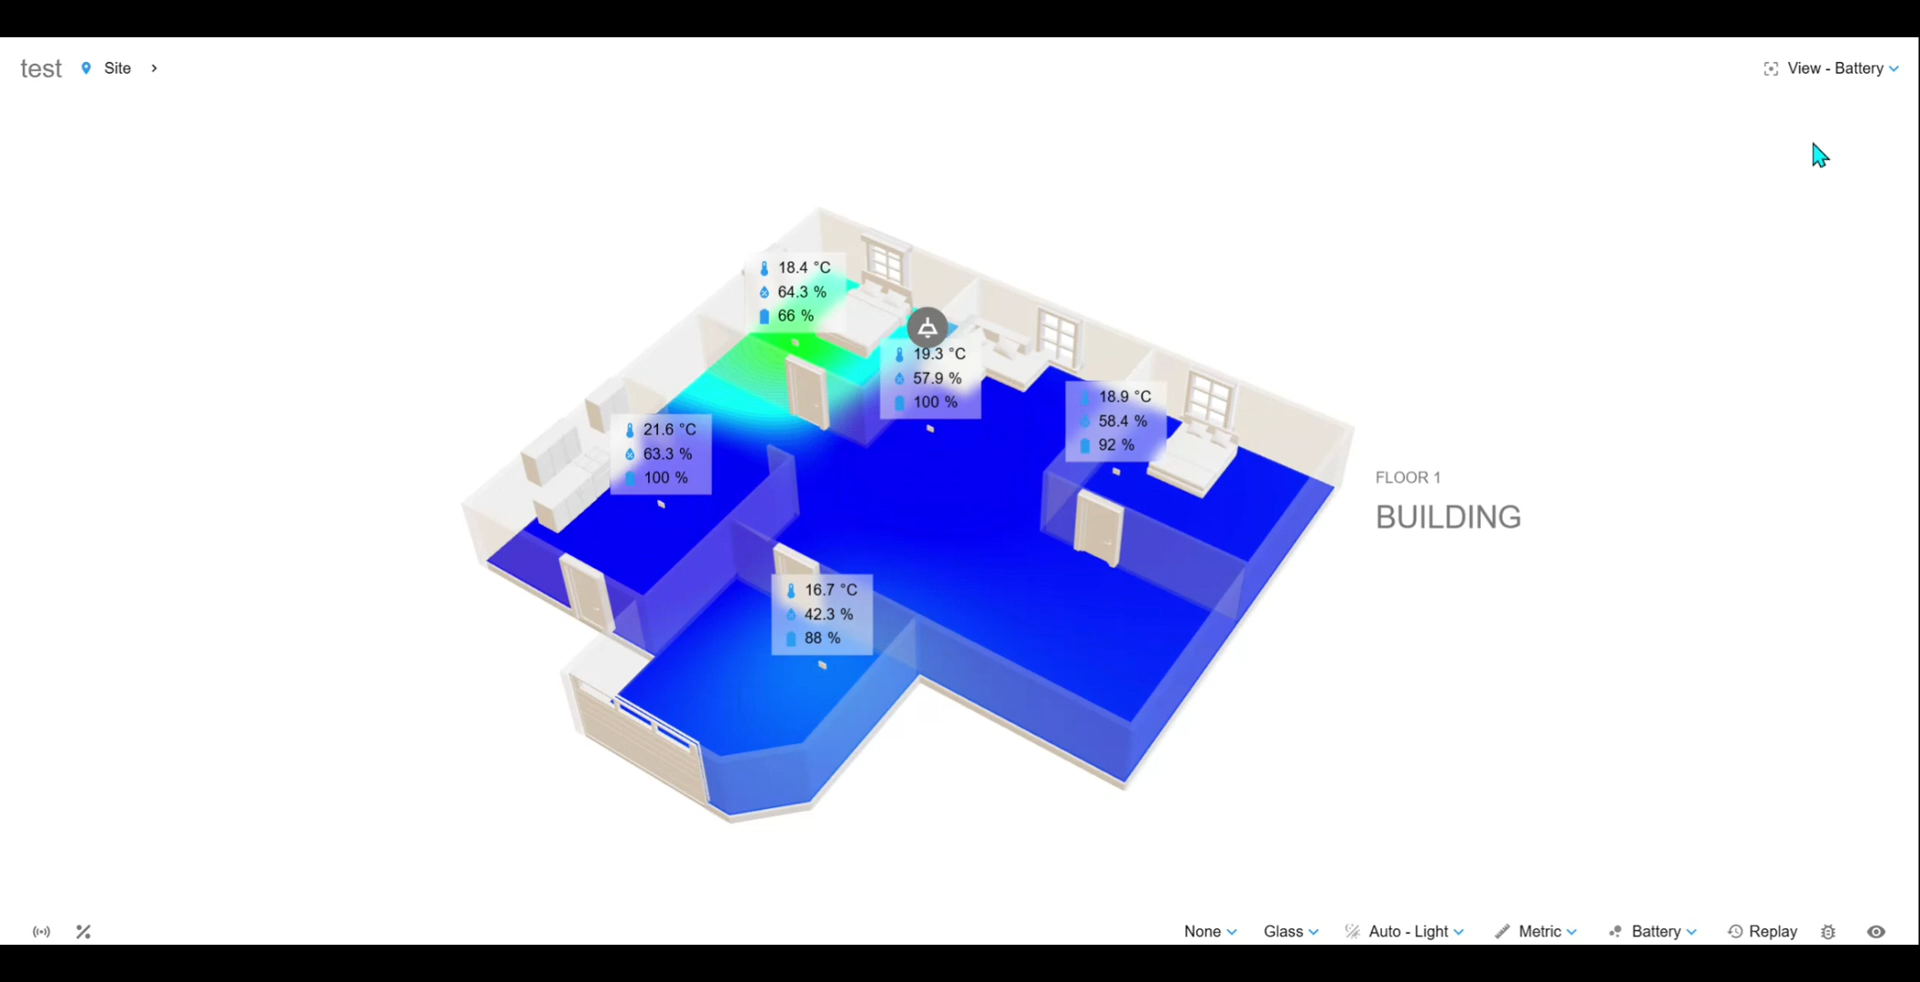 test Site
View - Battery
18.4 °C
64.3 %
66 %
19.3 °C
57.9 %
100 %
18.9 °C
58.4 %
92 %
21.6 °C
63.3 %
100 %
16.7 °C
42.3 %
88 %
FLOOR 1
BUILDING
None Glass Auto - Light Metric Battery Replay